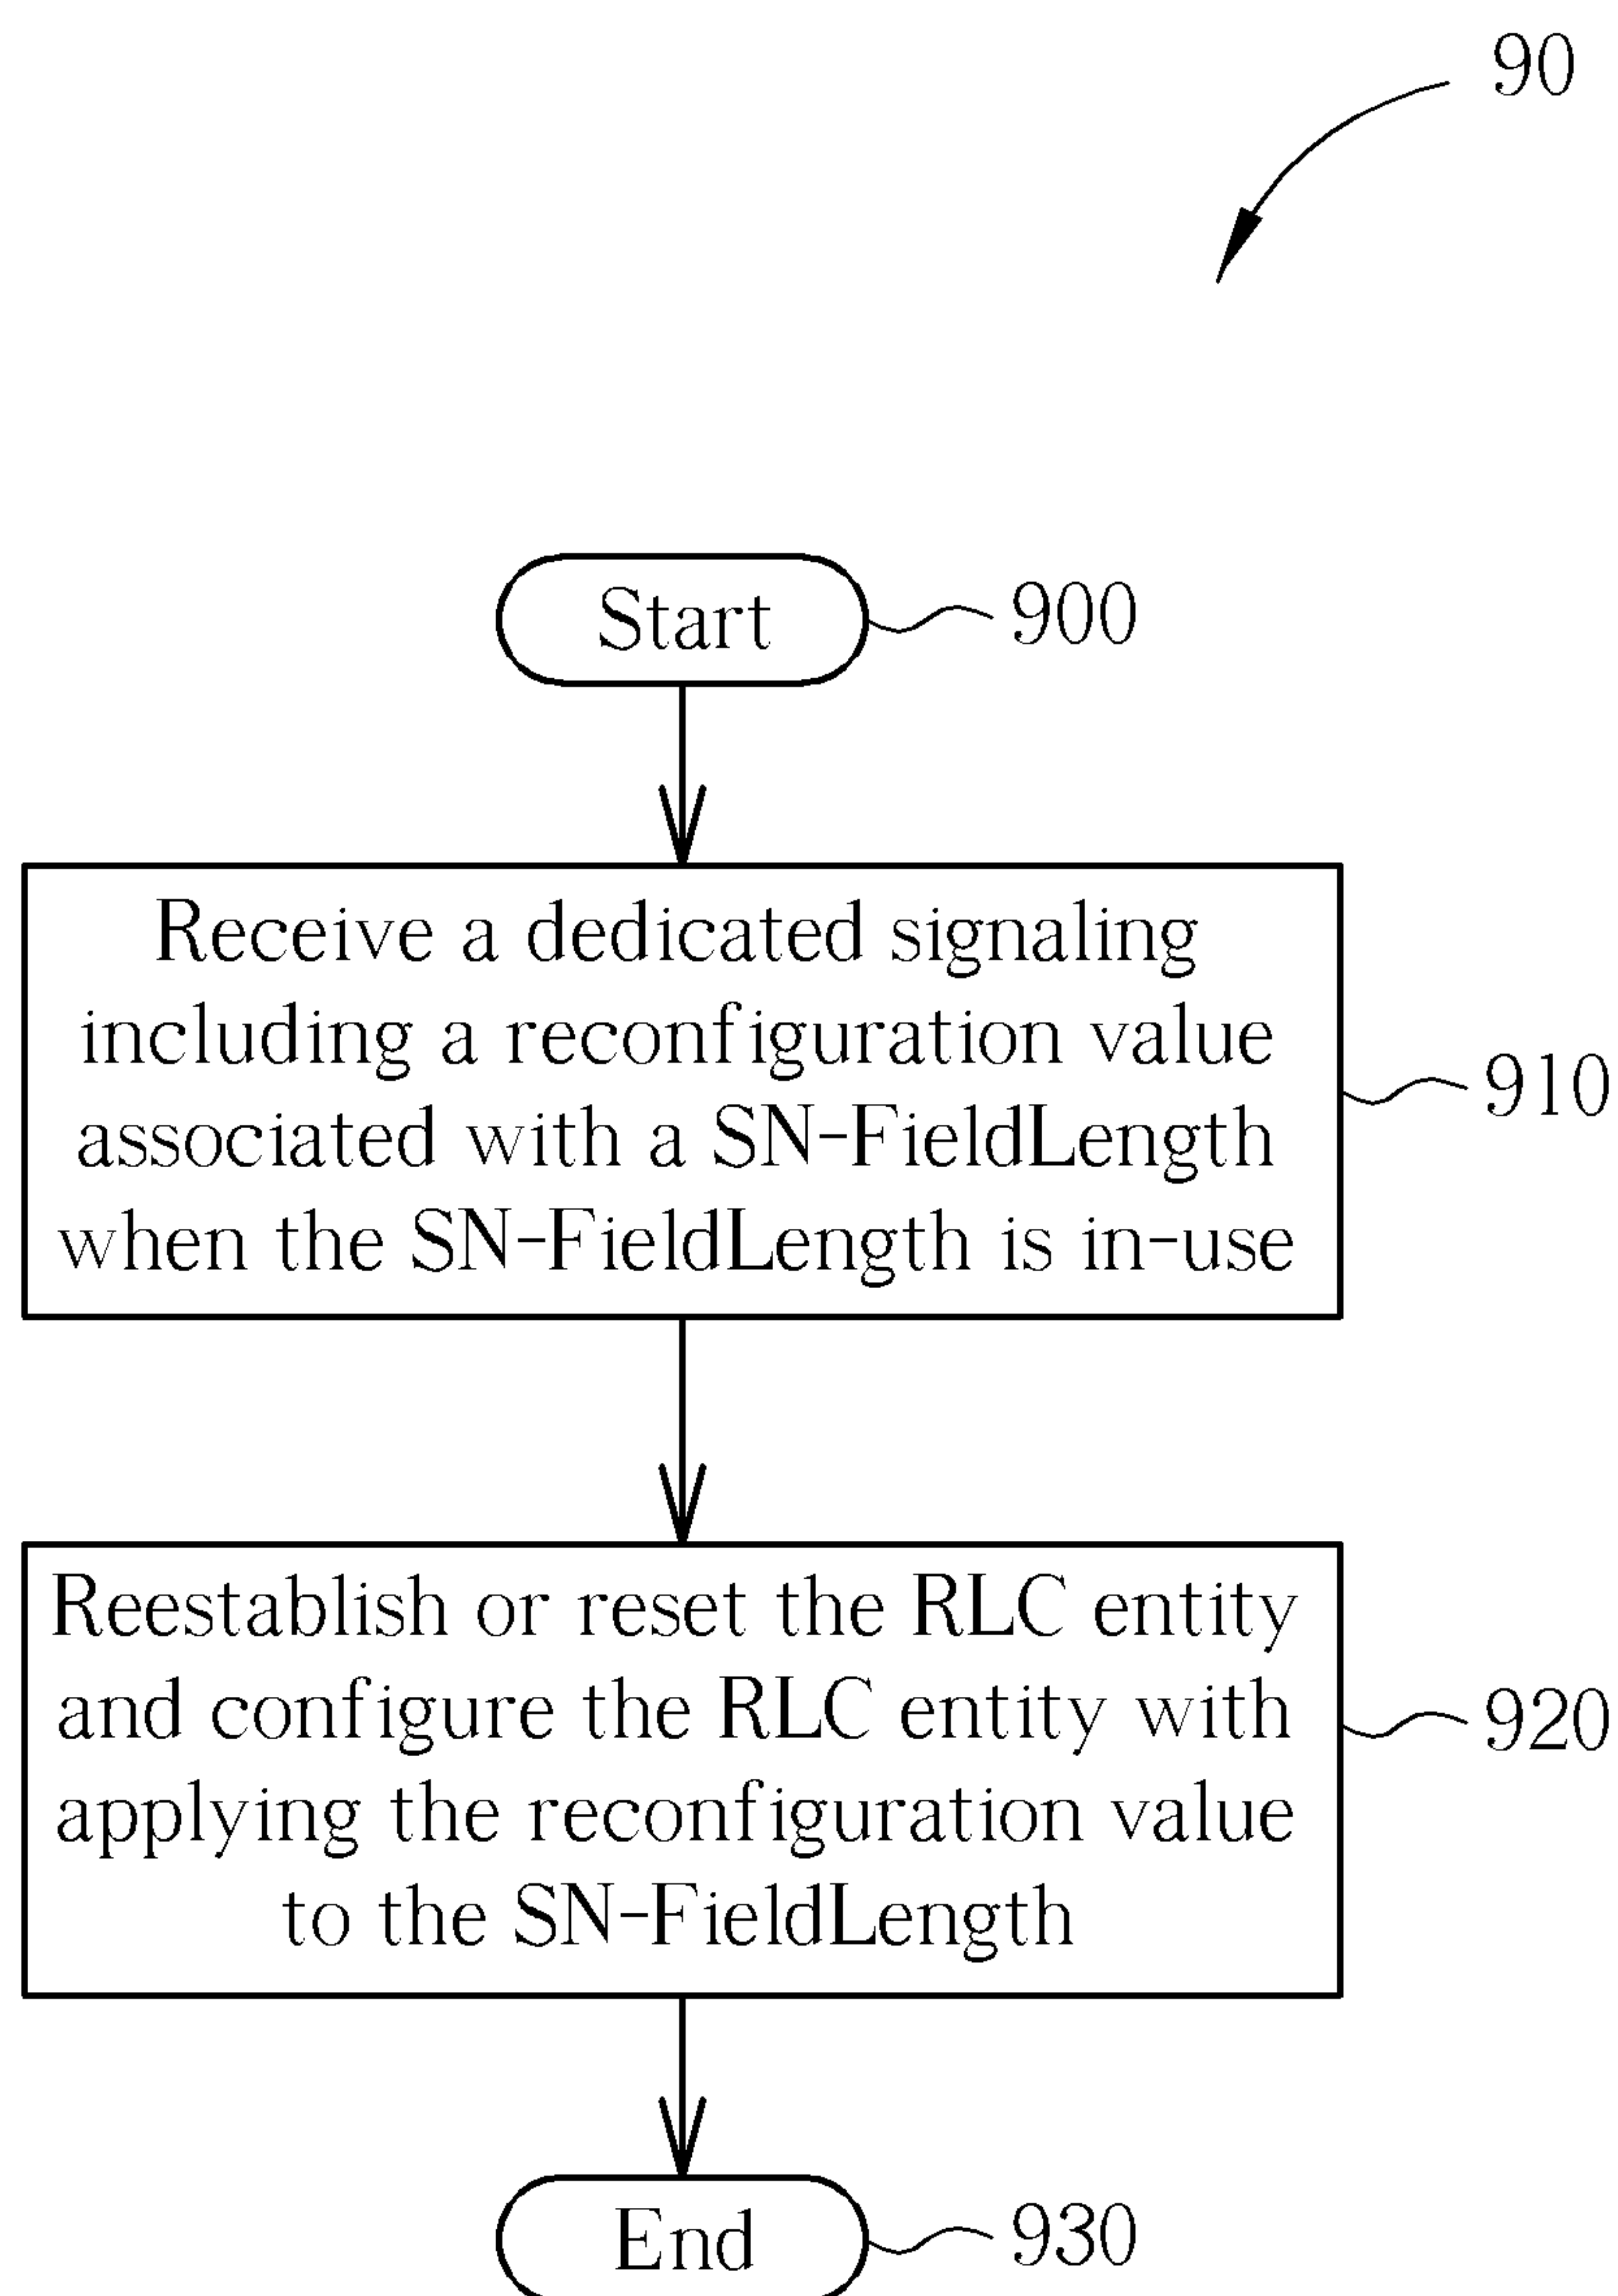 90
Start
900
Receive a dedicated signaling
including a reconfiguration value
associated with a SN-FieldLength
when the SN-FieldLength is in-use
910
Reestablish or reset the RLC entity
and configure the RLC entity with
applying the reconfiguration value
to the SN-FieldLength
920
End
930